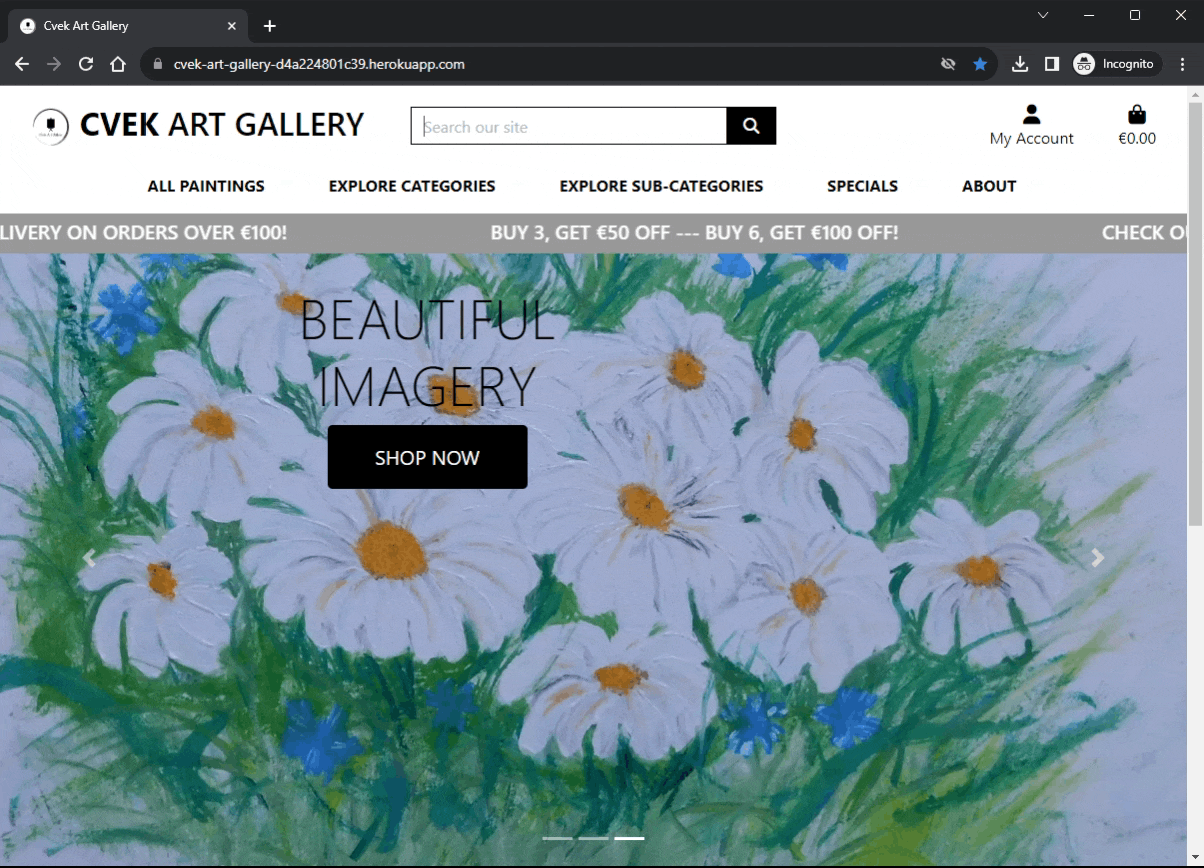 Cvek Art Gallery
cvek-art-gallery-d4a224801c39.herokuapp.com
Incognito
CVEK ART GALLERY
Search our site
My Account
€0.00
ALL PAINTINGS
EXPLORE CATEGORIES
EXPLORE SUB-CATEGORIES
SPECIALS
ABOUT
LIVERY ON ORDERS OVER €100!
BUY 3, GET €50 OFF --- BUY 6, GET €100 OFF!
CHECK OU
BEAUTIFUL
IMAGERY
SHOP NOW